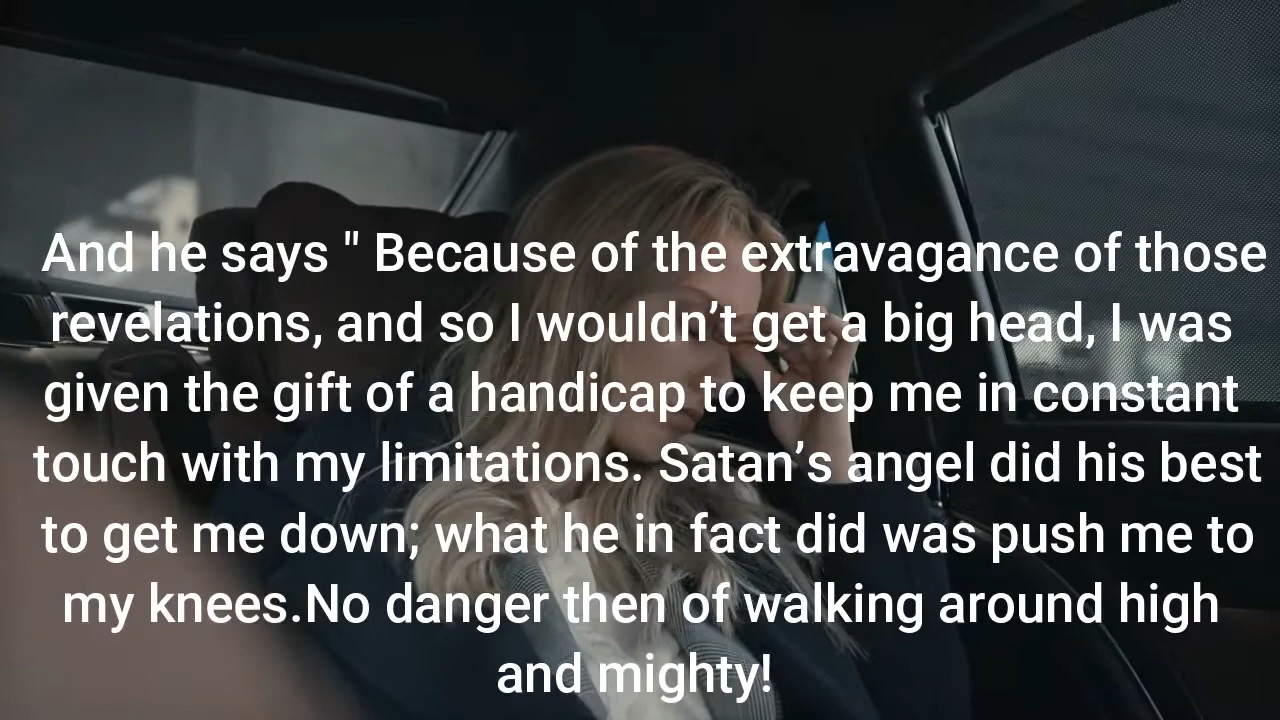 And he says " Because of the extravagance of those
revelations, and so I wouldn’t get a big head, I was
given the gift of a handicap to keep me in constant
touch with my limitations. Satan’s angel did his best
to get me down; what he in fact did was push me to
my knees.No danger then of walking around high
and mighty!